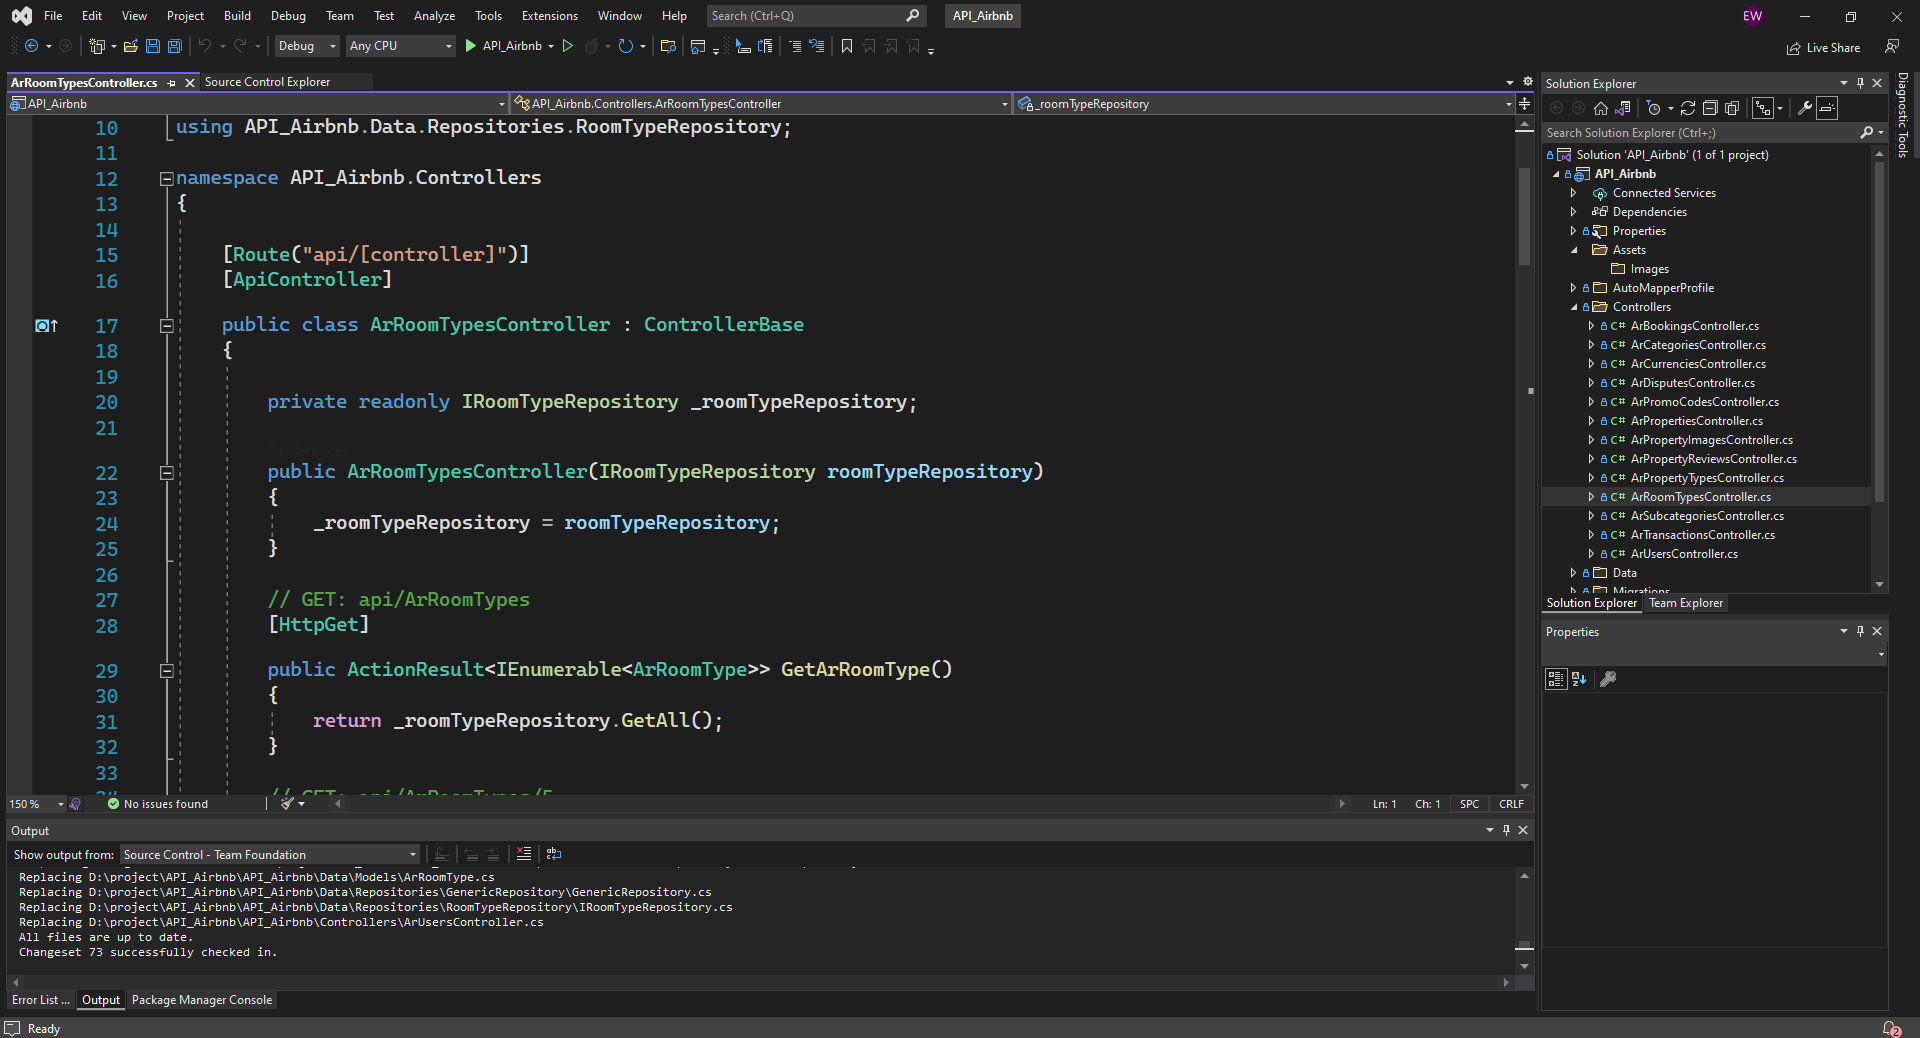 File Edit View Project Build Debug Team Test Analyze Tools Extensions Window Help Search (Ctrl+Q) API_Airbnb EW
Debug Any CPU API_Airbnb Live Share
ArRoomTypesController.cs Source Control Explorer
API_Airbnb API_Airbnb.Controllers.ArRoomTypesController _roomTypeRepository
10 using API_Airbnb.Data.Repositories.RoomTypeRepository;
11
12 namespace API_Airbnb.Controllers
13 {
14
15 [Route("api/[controller]")]
16 [ApiController]
17 public class ArRoomTypesController : ControllerBase
18 {
19
20 private readonly IRoomTypeRepository _roomTypeRepository;
21
22 public ArRoomTypesController(IRoomTypeRepository roomTypeRepository)
23 {
24 _roomTypeRepository = roomTypeRepository;
25 }
26
27 // GET: api/ArRoomTypes
28 [HttpGet]
29 public ActionResult<IEnumerable<ArRoomType>> GetArRoomType()
30 {
31 return _roomTypeRepository.GetAll();
32 }
33
// GET: api/ArRoomTypes/5
150 % No issues found Ln: 1 Ch: 1 SPC CRLF
Output
Show output from: Source Control - Team Foundation
Replacing D:\project\API_Airbnb\API_Airbnb\Data\Models\ArRoomType.cs
Replacing D:\project\API_Airbnb\API_Airbnb\Data\Repositories\GenericRepository\GenericRepository.cs
Replacing D:\project\API_Airbnb\API_Airbnb\Data\Repositories\RoomTypeRepository\IRoomTypeRepository.cs
Replacing D:\project\API_Airbnb\API_Airbnb\Controllers\ArUsersController.cs
All files are up to date.
Changeset 73 successfully checked in.
Error List ... Output Package Manager Console
Ready
Solution Explorer
Search Solution Explorer (Ctrl+;)
Solution 'API_Airbnb' (1 of 1 project)
API_Airbnb
Connected Services
Dependencies
Properties
Assets
Images
AutoMapperProfile
Controllers
C# ArBookingsController.cs
C# ArCategoriesController.cs
C# ArCurrenciesController.cs
C# ArDisputesController.cs
C# ArPromoCodesController.cs
C# ArPropertiesController.cs
C# ArPropertyImagesController.cs
C# ArPropertyReviewsController.cs
C# ArPropertyTypesController.cs
C# ArRoomTypesController.cs
C# ArSubcategoriesController.cs
C# ArTransactionsController.cs
C# ArUsersController.cs
Data
Migrations
Solution Explorer Team Explorer
Properties
Diagnostic Tools
2